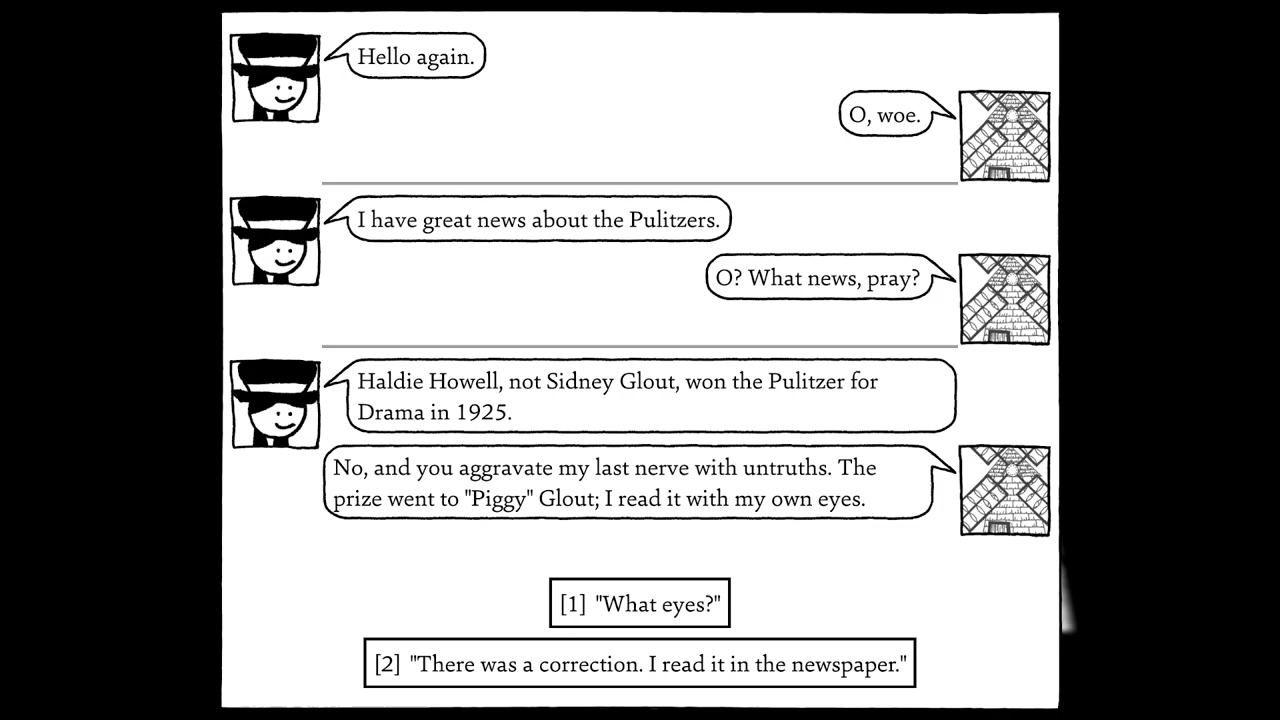 Hello again.
O, woe.
I have great news about the Pulitzers.
O? What news, pray?
Haldie Howell, not Sidney Glout, won the Pulitzer for
Drama in 1925.
No, and you aggravate my last nerve with untruths. The
prize went to "Piggy" Glout; I read it with my own eyes.
[1] "What eyes?"
[2] "There was a correction. I read it in the newspaper."